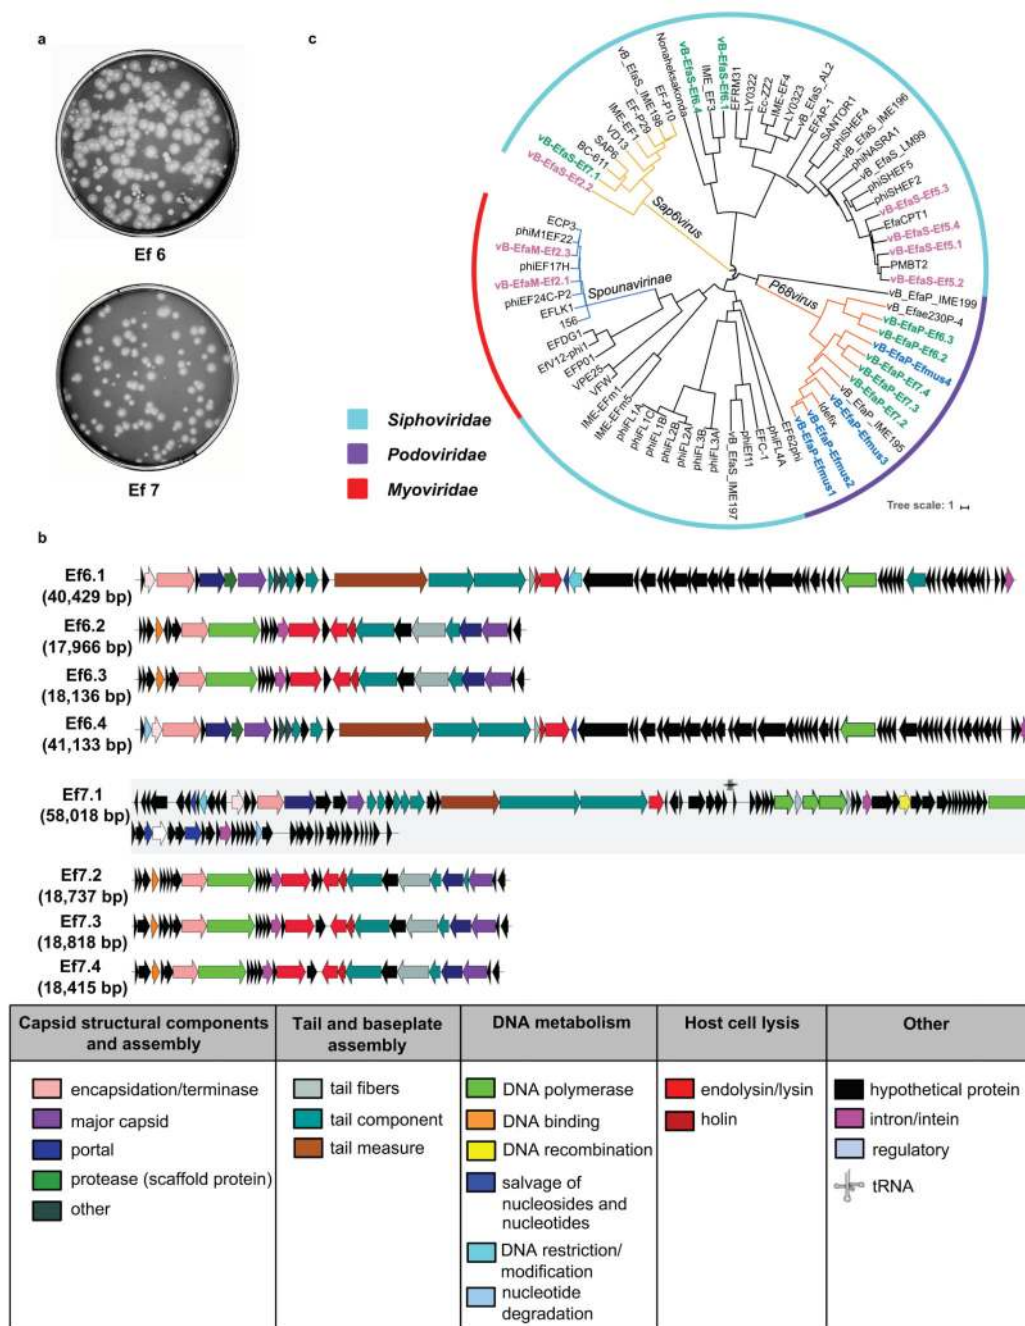 a
Ef 6
Ef 7
c
vB-EfaS-Ef2.2
vB-EfaS-Ef7.1
BC-611
SAP6
VD13
IME-EF1
EF-P29
vB_EfaS_IME198
EF-P10
Nonaheksakonda
vB-EfaS-Ef6.4
IME_EF3
vB-EfaS-Ef6.1
EFRM31
LY0322
Ec-ZZ2
IME-EF4
LY0323
vB_EfaS_AL2
EFAP-1
SANTOR1
phiSHEF4
vB_EfaS_IME196
phiNASRA1
vB_EfaS_LM99
phiSHEF5
phiSHEF2
vB-EfaS-Ef5.3
EfaCPT1
vB-EfaS-Ef5.4
vB-EfaS-Ef5.1
PMBT2
vB-EfaS-Ef5.2
vB_EfaP_IME199
vB_Efae230P-4
vB-EfaP-Ef6.3
vB-EfaP-Ef6.2
vB-EfaP-Efmus4
vB-EfaP-Ef7.4
vB-EfaP-Ef7.3
vB-EfaP-Ef7.2
vB_EfaP_IME195
vB-EfaP-Efmus3
Idefix
vB-EfaP-Efmus2
vB-EfaP-Efmus1
EF62phi
phiFL4A
EFC-1
phiEf11
vB_EfaS_IME197
phiFL3A
phiFL3B
phiFL2A
phiFL2B
phiFL1B
phiFL1C
phiFL1A
IME-EFm5
IME-EFm1
VFW
VPE25
EFP01
EfV12-phi1
EFDG1
156
EFLK1
phiEF24C-P2
vB-EfaM-Ef2.1
phiEF17H
vB-EfaM-Ef2.3
phiM1EF22
ECP3
Sap6virus
Spounavirinae
P68virus
Siphoviridae
Podoviridae
Myoviridae
Tree scale: 1
b
Ef6.1
(40,429 bp)
Ef6.2
(17,966 bp)
Ef6.3
(18,136 bp)
Ef6.4
(41,133 bp)
Ef7.1
(58,018 bp)
Ef7.2
(18,737 bp)
Ef7.3
(18,818 bp)
Ef7.4
(18,415 bp)
Capsid structural components
and assembly
encapsidation/terminase
major capsid
portal
protease (scaffold protein)
other
Tail and baseplate
assembly
tail fibers
tail component
tail measure
DNA metabolism
DNA polymerase
DNA binding
DNA recombination
salvage of
nucleosides and
nucleotides
DNA restriction/
modification
nucleotide
degradation
Host cell lysis
endolysin/lysin
holin
Other
hypothetical protein
intron/intein
regulatory
tRNA